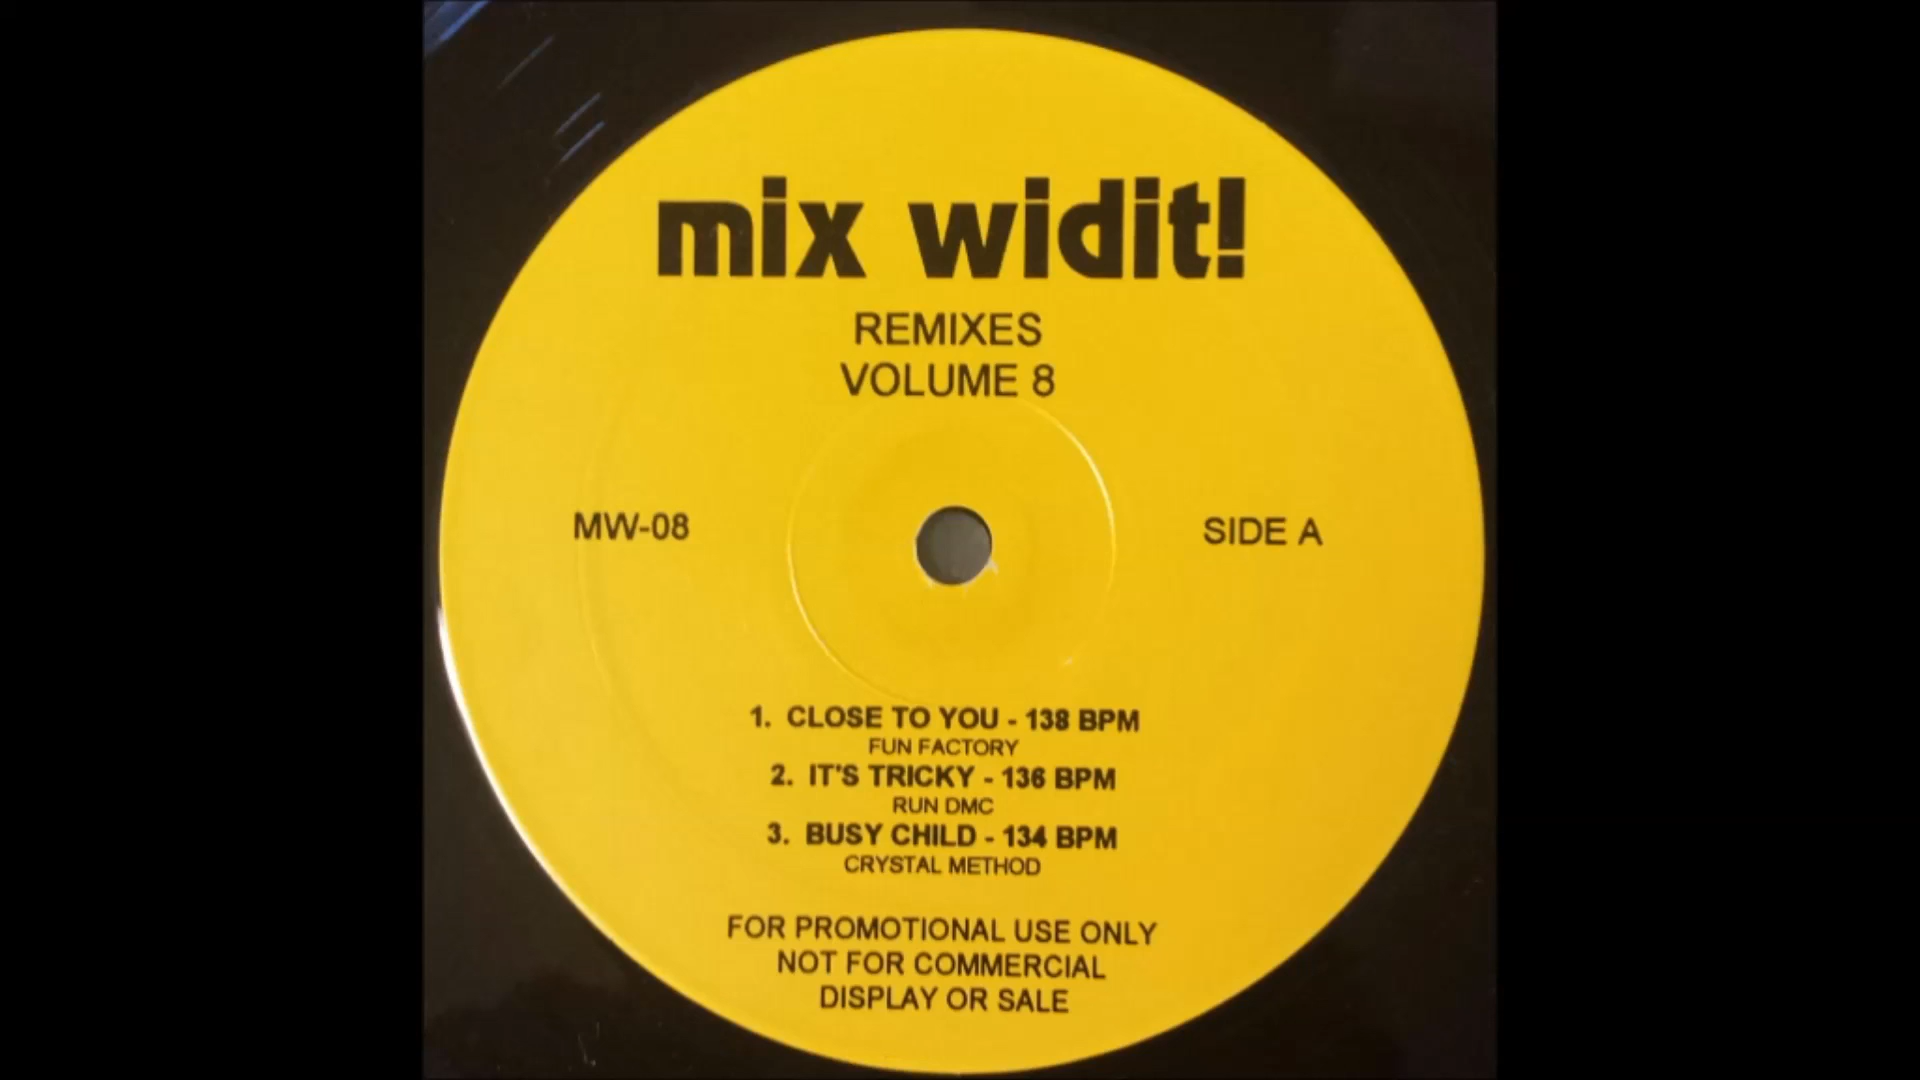 mix widit!
REMIXES
VOLUME 8
MW-08
SIDE A
1. CLOSE TO YOU - 138 BPM
FUN FACTORY
2. IT'S TRICKY - 136 BPM
RUN DMC
3. BUSY CHILD - 134 BPM
CRYSTAL METHOD
FOR PROMOTIONAL USE ONLY
NOT FOR COMMERCIAL
DISPLAY OR SALE